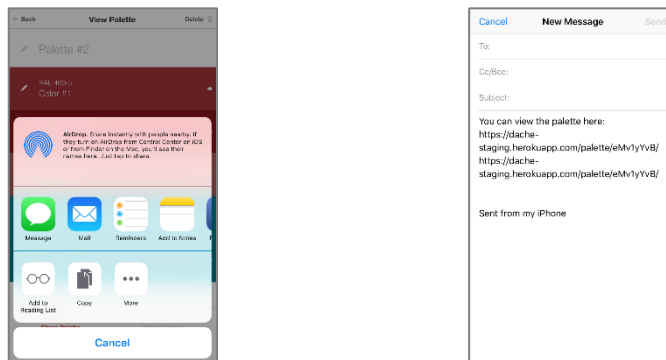 Back View Palette Delete
Palette #2
Color #1
AirDrop. Share instantly with people nearby. If
they turn on AirDrop from Control Center on iOS
or from Finder on the Mac, you'll see their
names here. Just tap to share.
Message Mail Reminders Add to Notes
Add to
Reading List Copy More
Cancel
Cancel New Message Send
To:
Cc/Bcc:
Subject:
You can view the palette here:
https://dache-
staging.herokuapp.com/palette/eMv1yYvB/
https://dache-
staging.herokuapp.com/palette/eMv1yYvB/
Sent from my iPhone